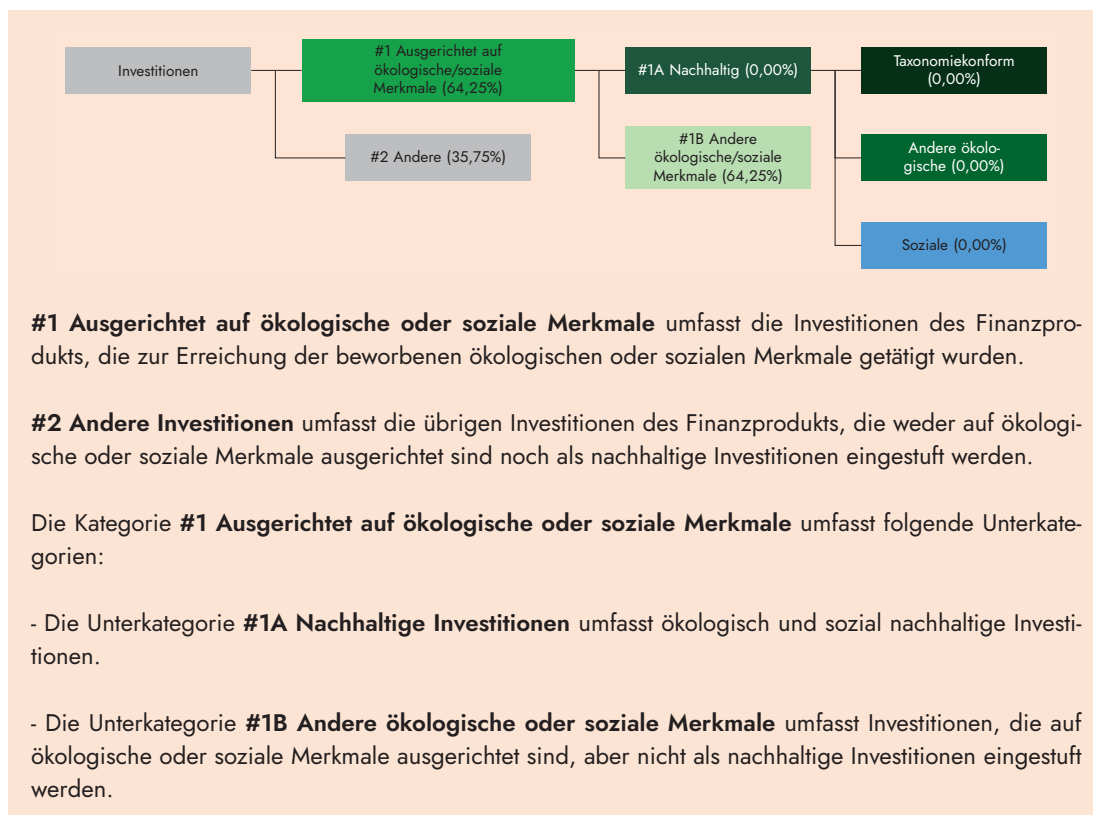 Investitionen
#1 Ausgerichtet auf
ökologische/soziale
Merkmale (64,25%)
#2 Andere (35,75%)
#1A Nachhaltig (0,00%)
#1B Andere
ökologische/soziale
Merkmale (64,25%)
Taxonomiekonform
(0,00%)
Andere ökolo-
gische (0,00%)
Soziale (0,00%)
#1 Ausgerichtet auf ökologische oder soziale Merkmale umfasst die Investitionen des Finanzpro-
dukts, die zur Erreichung der beworbenen ökologischen oder sozialen Merkmale getätigt wurden.
#2 Andere Investitionen umfasst die übrigen Investitionen des Finanzprodukts, die weder auf ökologi-
sche oder soziale Merkmale ausgerichtet sind noch als nachhaltige Investitionen eingestuft werden.
Die Kategorie #1 Ausgerichtet auf ökologische oder soziale Merkmale umfasst folgende Unterkate-
gorien:
- Die Unterkategorie #1A Nachhaltige Investitionen umfasst ökologisch und sozial nachhaltige Investi-
tionen.
- Die Unterkategorie #1B Andere ökologische oder soziale Merkmale umfasst Investitionen, die auf
ökologische oder soziale Merkmale ausgerichtet sind, aber nicht als nachhaltige Investitionen eingestuft
werden.